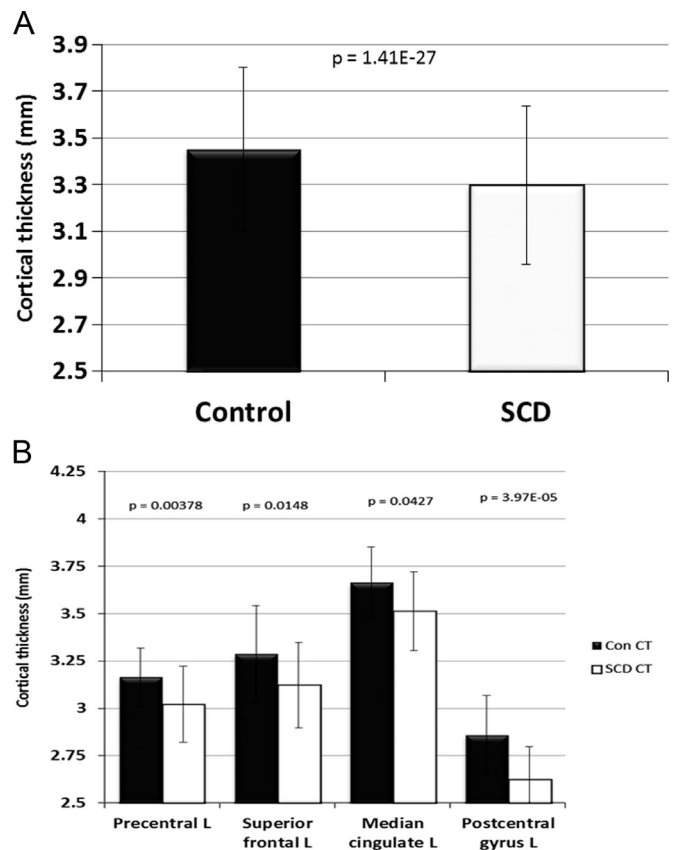 A
3.9
3.7
3.5
3.3
3.1
2.9
2.7
2.5
Cortical thickness (mm)
p = 1.41E-27
Control SCD
B
4.25
4
3.75
3.5
3.25
3
2.75
2.5
Cortical thickness (mm)
p = 0.00378 p = 0.0148 p = 0.0427 p = 3.97E-05
Con CT
SCD CT
Precentral L Superior Median Postcentral
frontal L cingulate L gyrus L